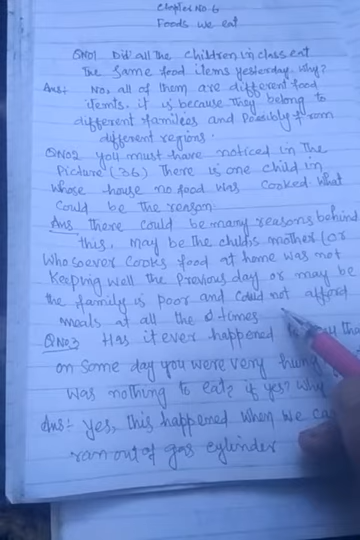 Chapter No. 6
Foods we eat
QNO1 Did all the children in class eat
the same food items yesterday. Why?
Ans:- No, all of them are different food
items. it is because they belong to
different families and possibly from
different regions.
QNO2 you must have noticed in the
Picture (36) There is one child in
whose house no food was cooked what
could be the reason.
Ans There could be many reasons behind
this, may be the childs mother (or
whosoever cooks food at home was not
keeping well the previous day or may be
the family is poor and could not afford
meals at all the times
QNO3 Has it ever happened
on some day you were very
was nothing to eat? if yes? why
Ans:- yes, this happened when we
ran out of gas cylinder